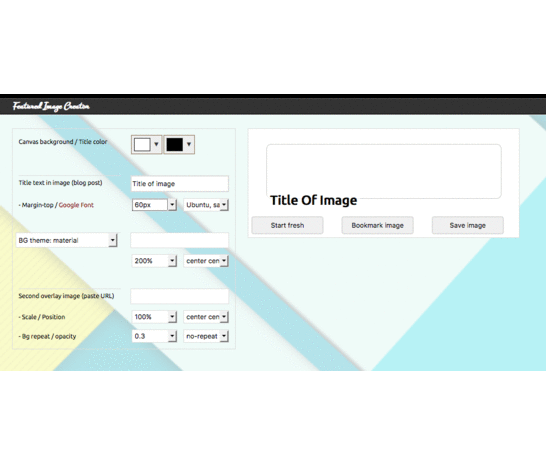 Featured Image Creator
Canvas background / Title color
Title text in image (blog post)
Title of image
- Margin-top / Google Font
60px
Ubuntu, sa
BG theme: material
200%
center cen
Second overlay image (paste URL)
- Scale / Position
100%
center cen
- Bg repeat / opacity
0.3
no-repeat
Title Of Image
Start fresh
Bookmark image
Save image